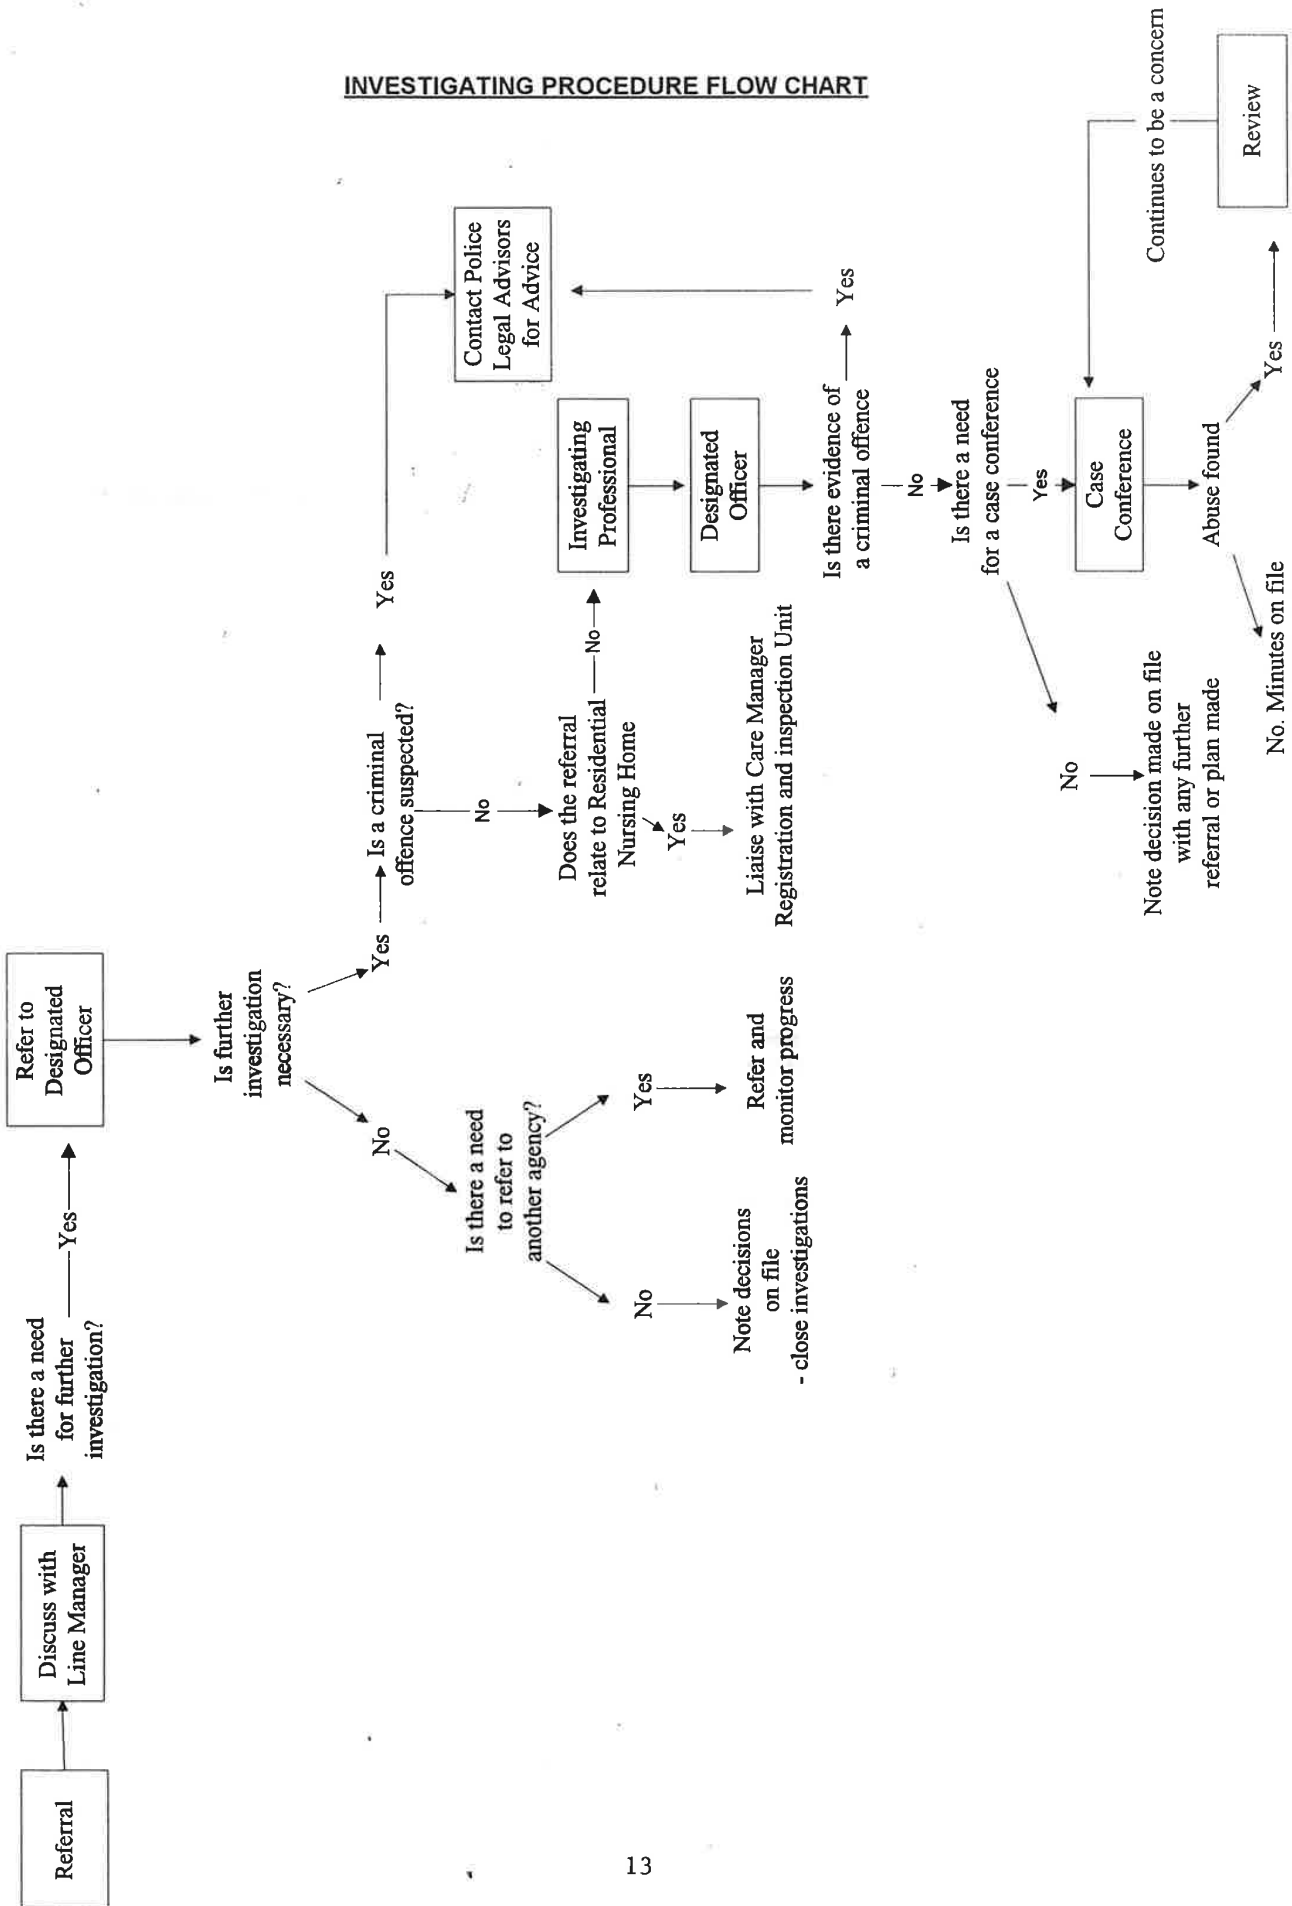 INVESTIGATING PROCEDURE FLOW CHART
Referral
Discuss with
Line Manager
Is there a need
for further
investigation?
Yes
Refer to
Designated
Officer
Is further
investigation
necessary?
No
Is there a need
to refer to
another agency?
No
Note decisions
on file
- close investigations
Yes
Refer and
monitor progress
Yes
Is a criminal
offence suspected?
Yes
Contact Police
Legal Advisors
for Advice
No
Does the referral
relate to Residential
Nursing Home
Yes
Liaise with Care Manager
Registration and inspection Unit
No
Investigating
Professional
Designated
Officer
Is there evidence of
a criminal offence
Yes
No
Is there a need
for a case conference
No
Note decision made on file
with any further
referral or plan made
Yes
Case
Conference
Abuse found
No. Minutes on file
Yes
Review
Continues to be a concern
13